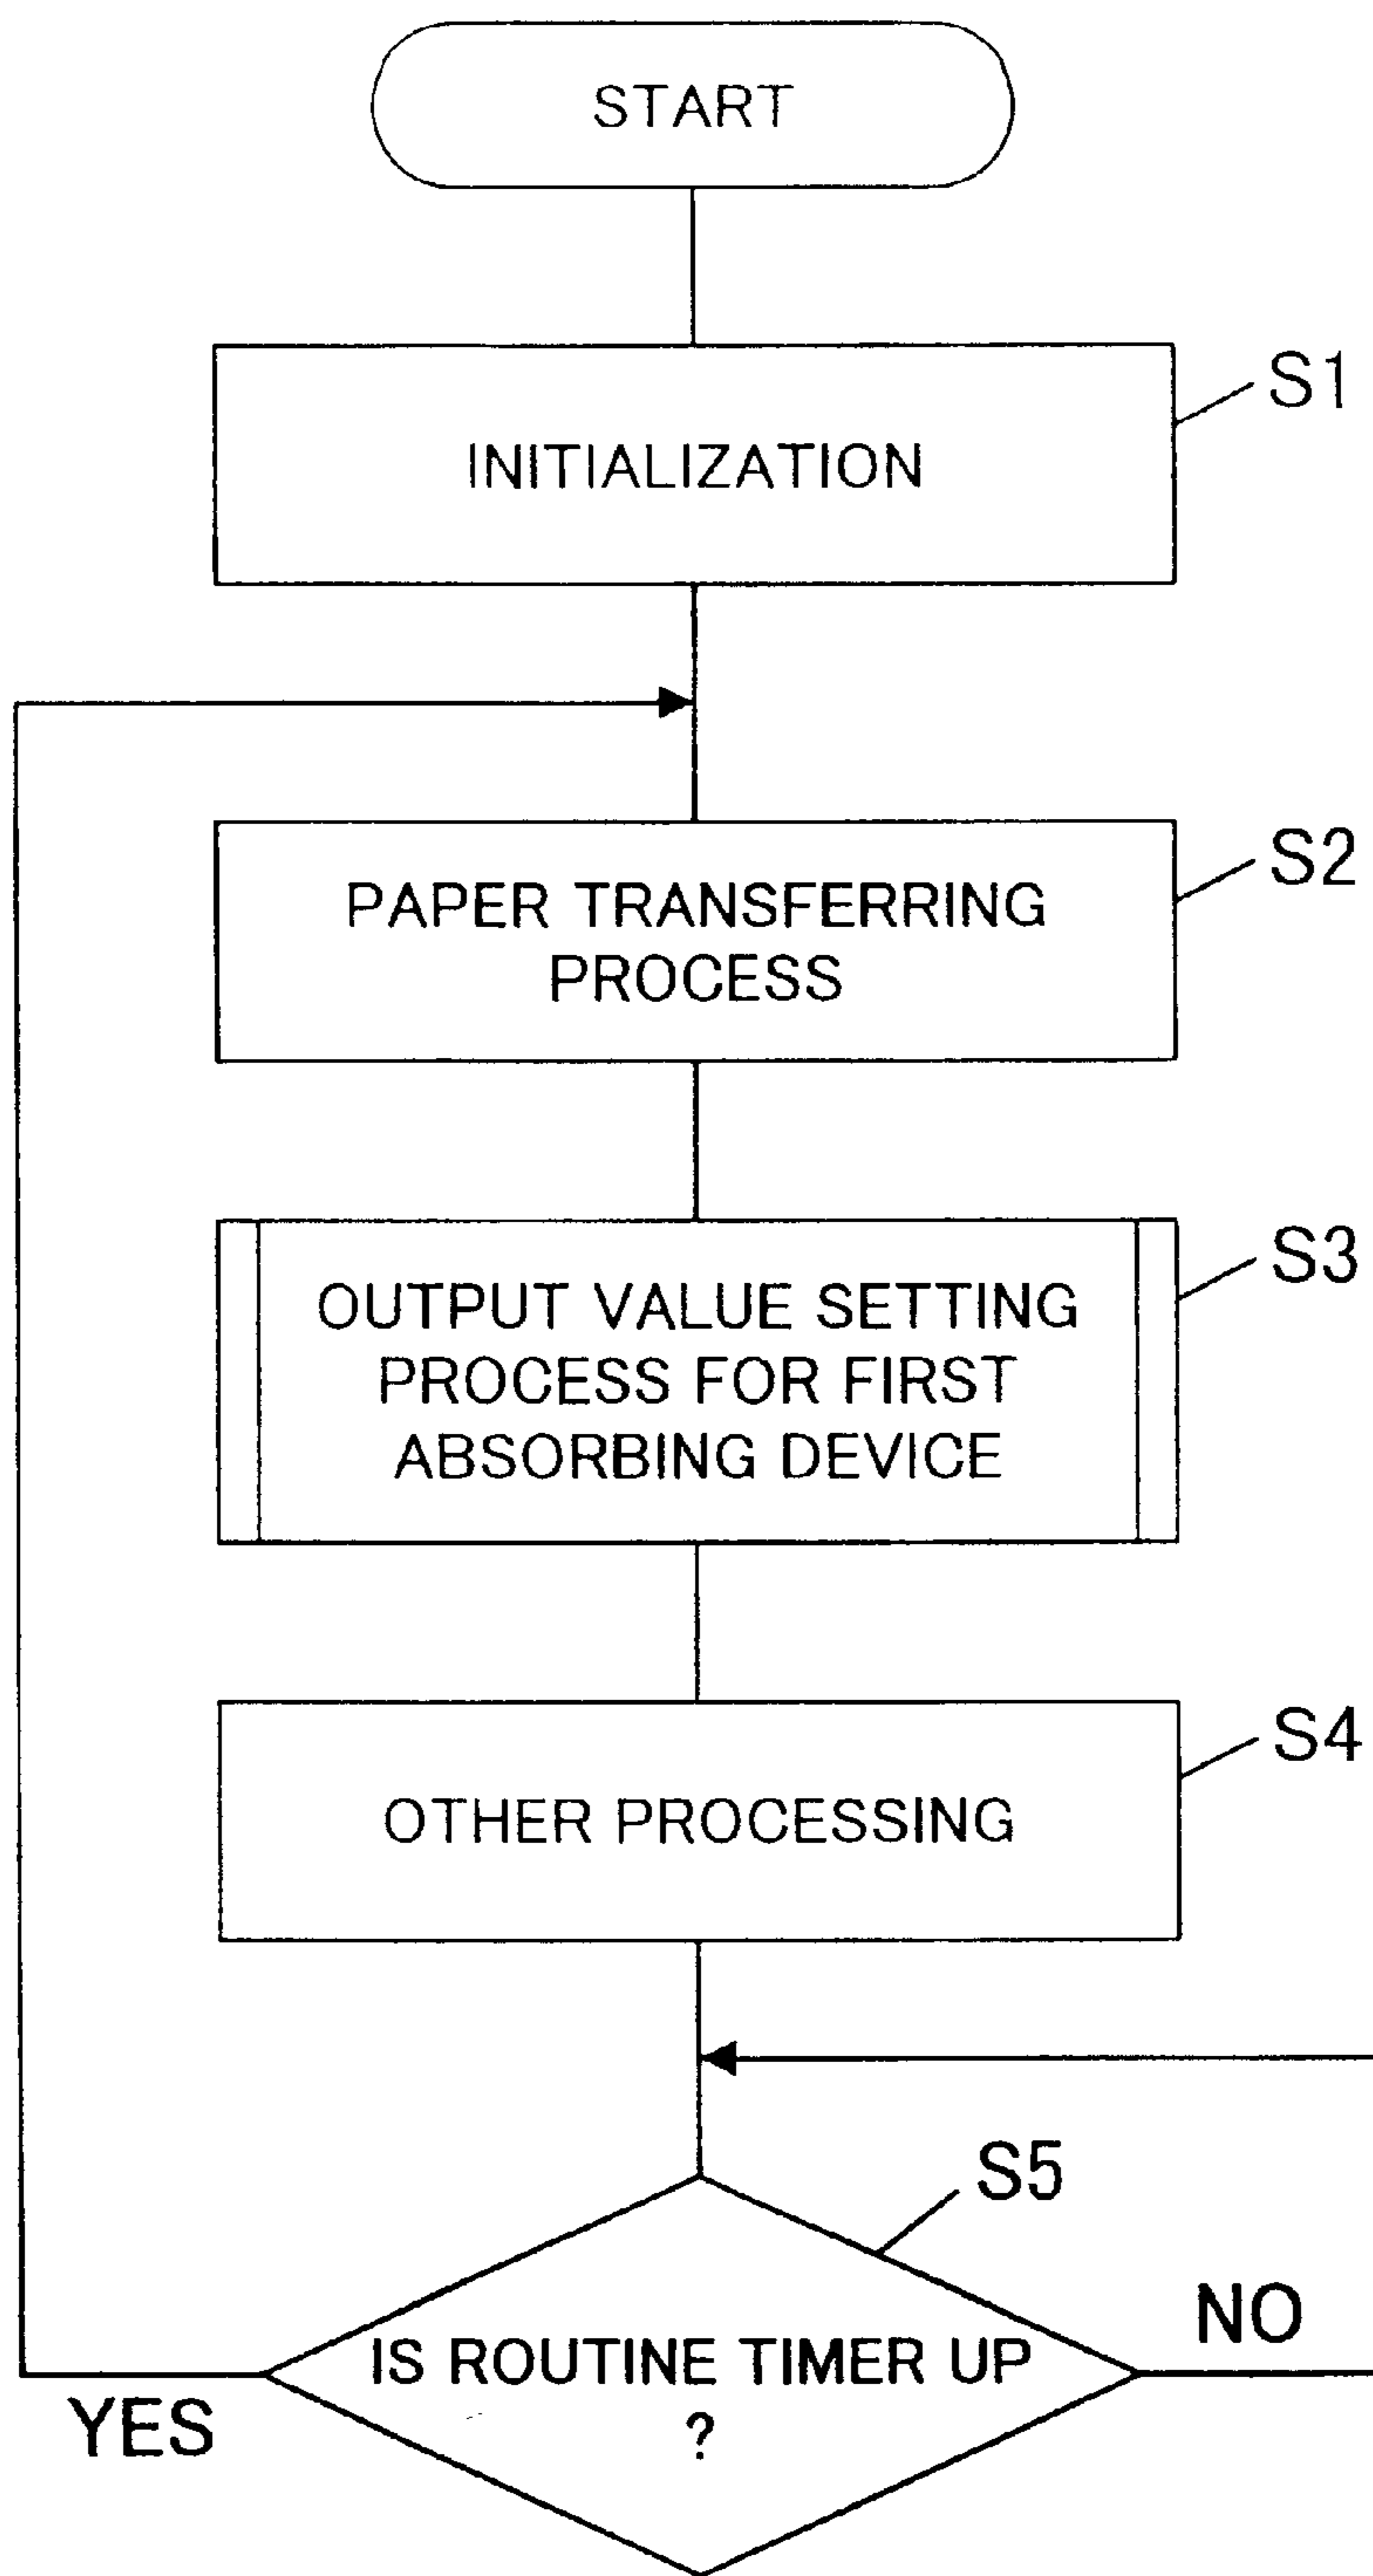 START
INITIALIZATION
S1
PAPER TRANSFERRING
PROCESS
S2
OUTPUT VALUE SETTING
PROCESS FOR FIRST
ABSORBING DEVICE
S3
OTHER PROCESSING
S4
S5
IS ROUTINE TIMER UP
?
YES
NO